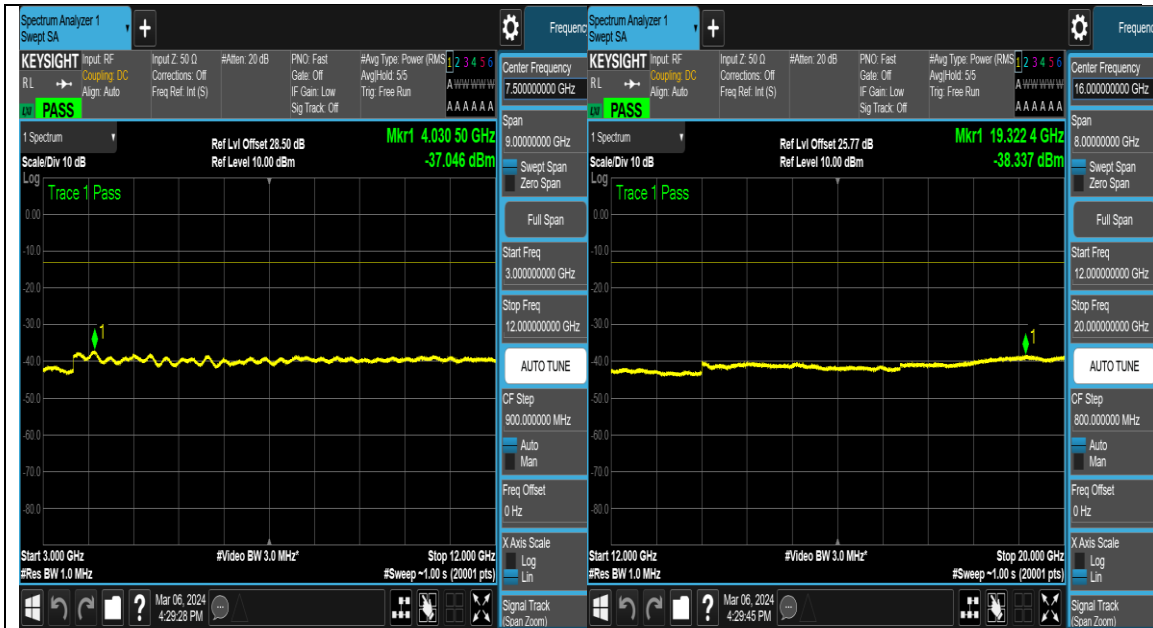 Spectrum Analyzer 1
Swept SA
+
Frequenc
KEYSIGHT
RL
LXI PASS
Input: RF
Coupling: DC
Align: Auto
Input Z: 50 Ω
Corrections: Off
Freq Ref: Int (S)
#Atten: 20 dB
PNO: Fast
Gate: Off
IF Gain: Low
Sig Track: Off
#Avg Type: Power (RMS
Avg|Hold: 5/5
Trig: Free Run
1 2 3 4 5 6
A W W W W W
A A A A A A
1 Spectrum
Scale/Div 10 dB
Ref Lvl Offset 28.50 dB
Ref Level 10.00 dBm
Mkr1 4.030 50 GHz
-37.046 dBm
Log
Trace 1 Pass
0.00
-10.0
-20.0
-30.0
-40.0
-50.0
-60.0
-70.0
-80.0
1
Start 3.000 GHz
#Res BW 1.0 MHz
#Video BW 3.0 MHz*
Stop 12.000 GHz
#Sweep ~1.00 s (20001 pts)
Mar 06, 2024
4:29:28 PM
Center Frequency
7.500000000 GHz
Span
9.00000000 GHz
Swept Span
Zero Span
Full Span
Start Freq
3.000000000 GHz
Stop Freq
12.000000000 GHz
AUTO TUNE
CF Step
900.000000 MHz
Auto
Man
Freq Offset
0 Hz
X Axis Scale
Log
Lin
Signal Track
(Span Zoom)
Spectrum Analyzer 1
Swept SA
+
Frequenc
KEYSIGHT
RL
LXI PASS
Input: RF
Coupling: DC
Align: Auto
Input Z: 50 Ω
Corrections: Off
Freq Ref: Int (S)
#Atten: 20 dB
PNO: Fast
Gate: Off
IF Gain: Low
Sig Track: Off
#Avg Type: Power (RMS
Avg|Hold: 5/5
Trig: Free Run
1 2 3 4 5 6
A W W W W W
A A A A A A
1 Spectrum
Scale/Div 10 dB
Ref Lvl Offset 25.77 dB
Ref Level 10.00 dBm
Mkr1 19.322 4 GHz
-38.337 dBm
Log
Trace 1 Pass
0.00
-10.0
-20.0
-30.0
-40.0
-50.0
-60.0
-70.0
-80.0
1
Start 12.000 GHz
#Res BW 1.0 MHz
#Video BW 3.0 MHz*
Stop 20.000 GHz
#Sweep ~1.00 s (20001 pts)
Mar 06, 2024
4:29:45 PM
Center Frequency
16.000000000 GHz
Span
8.00000000 GHz
Swept Span
Zero Span
Full Span
Start Freq
12.000000000 GHz
Stop Freq
20.000000000 GHz
AUTO TUNE
CF Step
800.000000 MHz
Auto
Man
Freq Offset
0 Hz
X Axis Scale
Log
Lin
Signal Track
(Span Zoom)